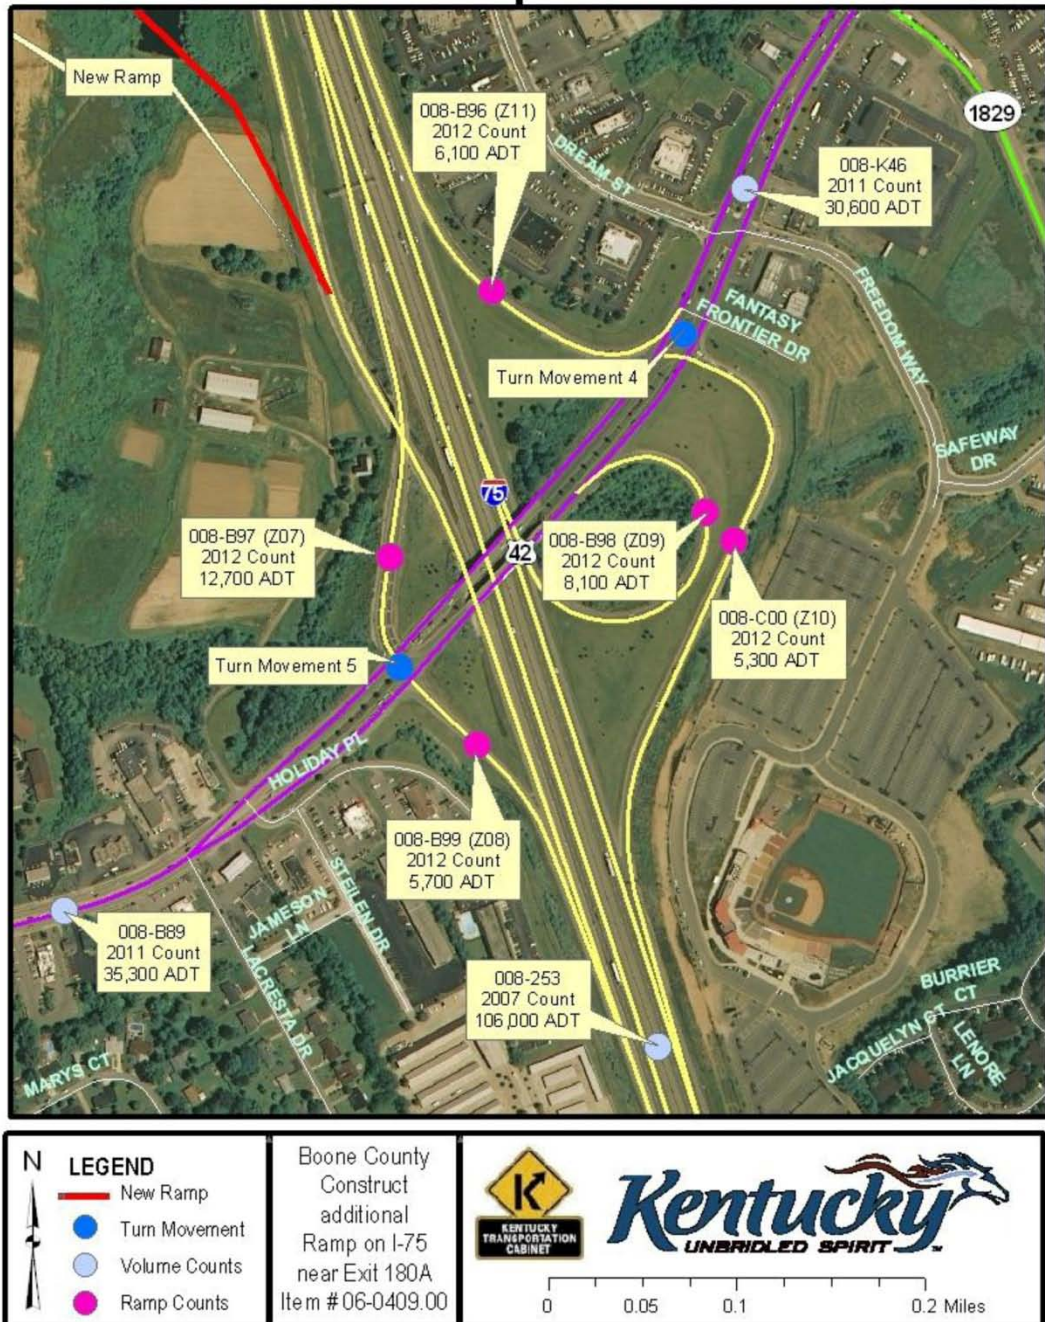 New Ramp
008-B96 (Z11)
2012 Count
6,100 ADT
1829
DREAM ST
008-K46
2011 Count
30,600 ADT
FREEDOM WAY
FANTASY
FRONTIER DR
Turn Movement 4
SAFEWAY
DR
75
42
008-B97 (Z07)
2012 Count
12,700 ADT
008-B98 (Z09)
2012 Count
8,100 ADT
008-C00 (Z10)
2012 Count
5,300 ADT
Turn Movement 5
HOLIDAY PL
008-B99 (Z08)
2012 Count
5,700 ADT
STEILEN DR
JAMESON
LN
LACRESTA DR
008-B89
2011 Count
35,300 ADT
008-253
2007 Count
106,000 ADT
BURRIER
CT
JACQUELYN CT
LENORE
LN
MARYS CT
N
LEGEND
New Ramp
Turn Movement
Volume Counts
Ramp Counts
Boone County
Construct
additional
Ramp on I-75
near Exit 180A
Item # 06-0409.00
K
KENTUCKY
TRANSPORTATION
CABINET
Kentucky
UNBRIDLED SPIRIT
0 0.05 0.1 0.2 Miles